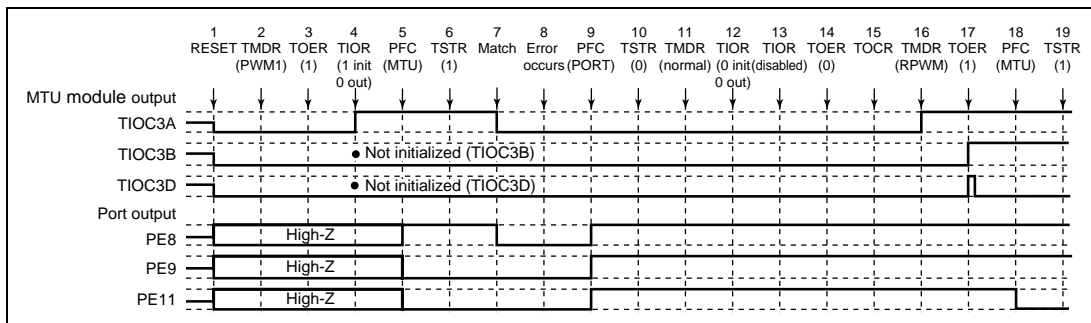 1 2 3 4 5 6 7 8 9 10 11 12 13 14 15 16 17 18 19
RESET TMDR TOER TIOR PFC TSTR Match Error PFC TSTR TMDR TIOR TIOR TOER TOCR TMDR TOER PFC TSTR
(PWM1) (1) (1 init (MTU) (1) occurs (PORT) (0) (normal) (0 init (disabled) (0) (RPWM) (1) (MTU) (1)
0 out) 0 out)
MTU module output
TIOC3A
TIOC3B
Not initialized (TIOC3B)
TIOC3D
Not initialized (TIOC3D)
Port output
PE8
High-Z
PE9
High-Z
PE11
High-Z